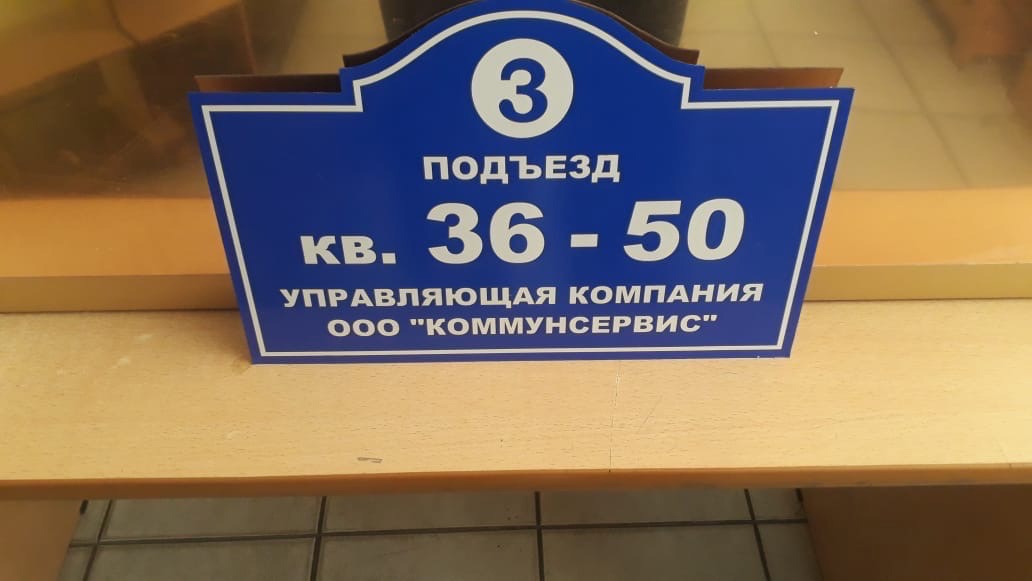 3
ПОДЪЕЗД
КВ. 36 - 50
УПРАВЛЯЮЩАЯ КОМПАНИЯ
ООО "КОММУНСЕРВИС"